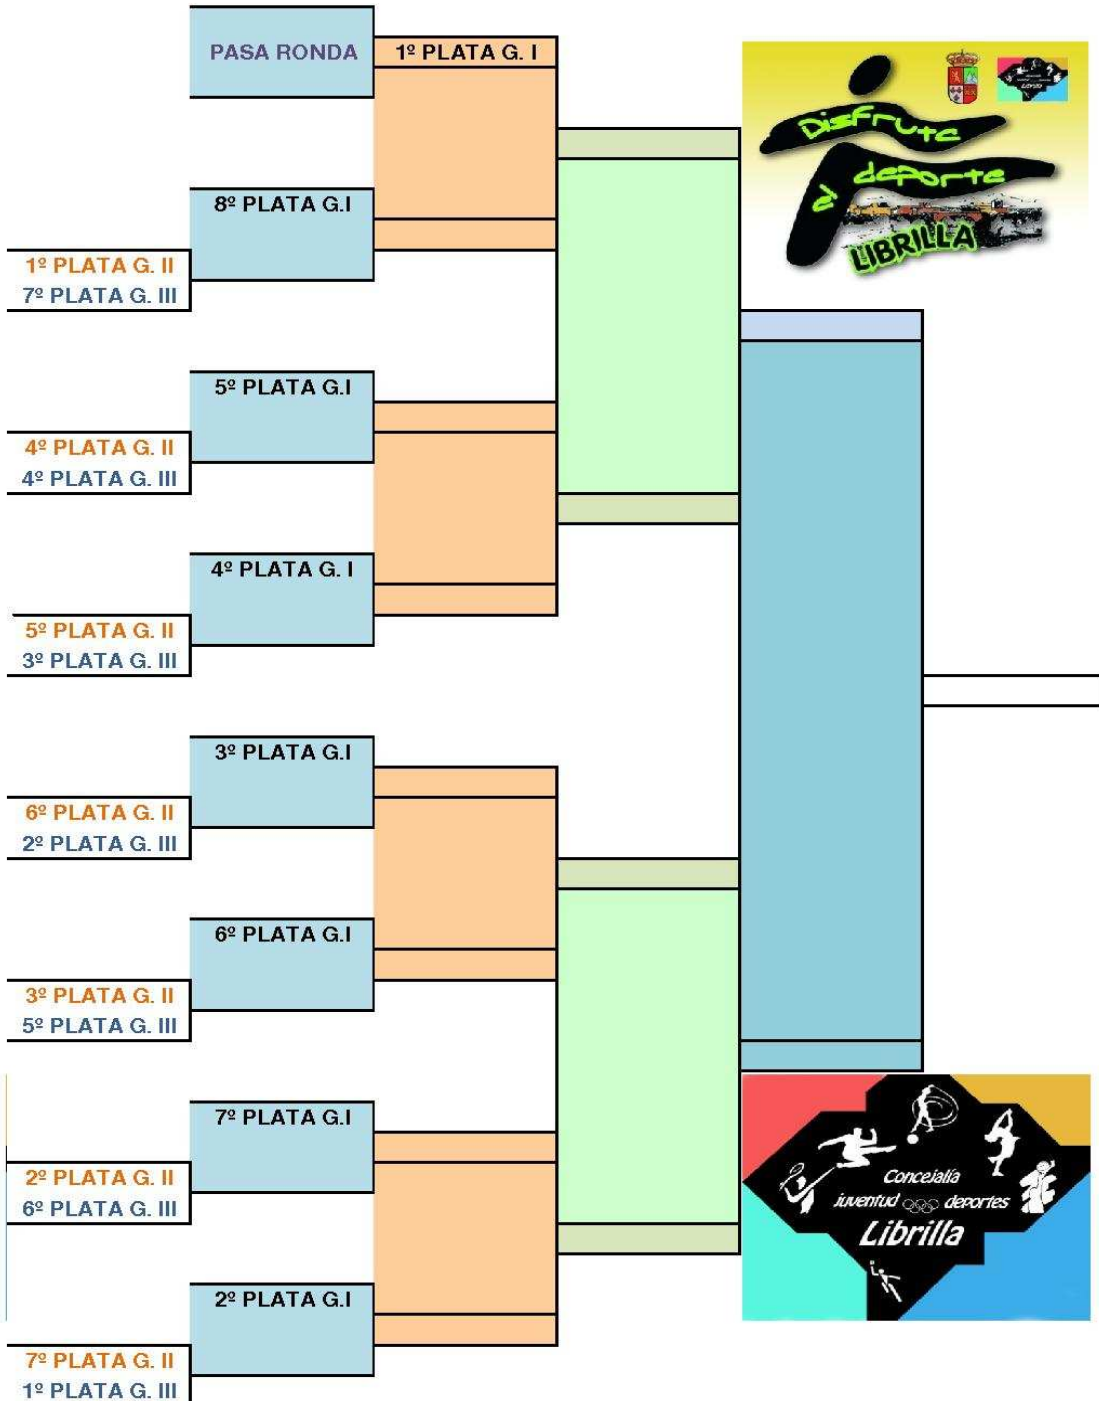 PASA RONDA
1º PLATA G. I
8º PLATA G.I
1º PLATA G. II
7º PLATA G. III
5º PLATA G.I
4º PLATA G. II
4º PLATA G. III
4º PLATA G. I
5º PLATA G. II
3º PLATA G. III
3º PLATA G.I
6º PLATA G. II
2º PLATA G. III
6º PLATA G.I
3º PLATA G. II
5º PLATA G. III
7º PLATA G.I
2º PLATA G. II
6º PLATA G. III
2º PLATA G.I
7º PLATA G. II
1º PLATA G. III
Disfruta
el deporte
LIBRILLA
Concejalía
juventud deportes
Librilla